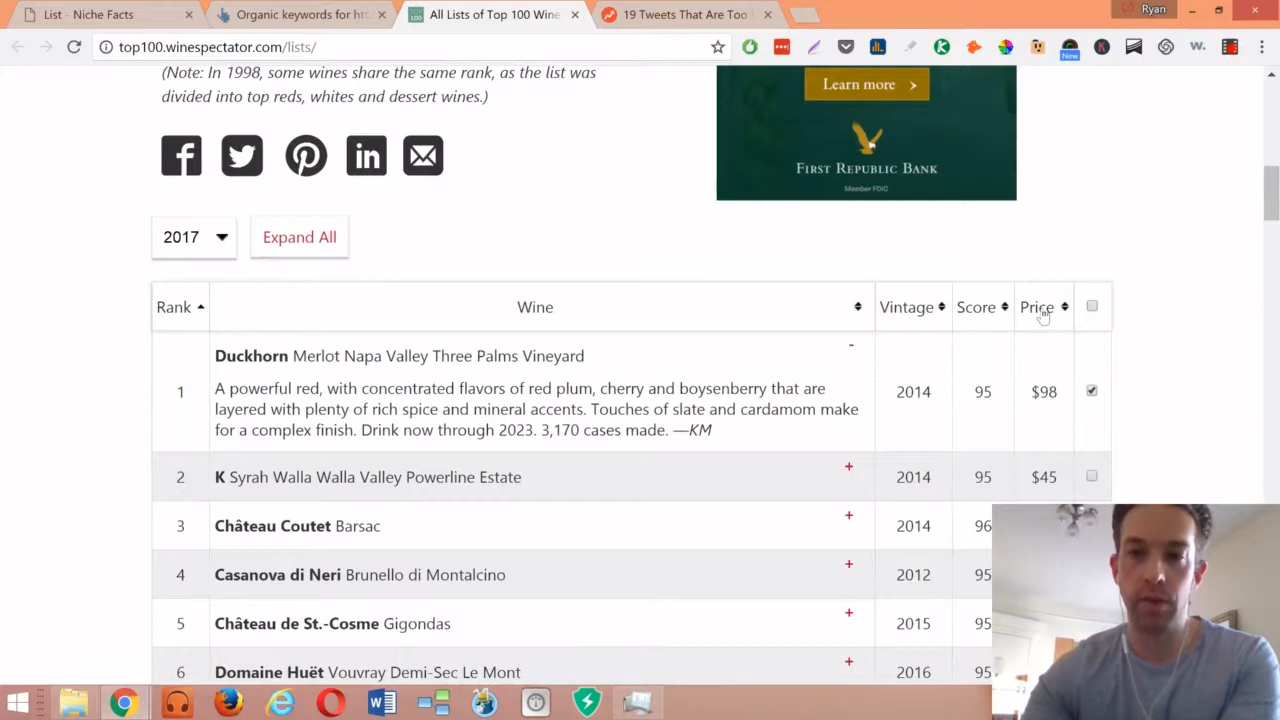 List - Niche Facts
Organic keywords for htt
All Lists of Top 100 Wine
19 Tweets That Are Too
Ryan
top100.winespectator.com/lists/
New
(Note: In 1998, some wines share the same rank, as the list was
divided into top reds, whites and dessert wines.)
Learn more
FIRST REPUBLIC BANK
Member FDIC
2017
Expand All
Rank Wine Vintage Score Price
Duckhorn Merlot Napa Valley Three Palms Vineyard -
1 A powerful red, with concentrated flavors of red plum, cherry and boysenberry that are 2014 95 $98
layered with plenty of rich spice and mineral accents. Touches of slate and cardamom make
for a complex finish. Drink now through 2023. 3,170 cases made. —KM
2 K Syrah Walla Walla Valley Powerline Estate + 2014 95 $45
3 Château Coutet Barsac + 2014 96
4 Casanova di Neri Brunello di Montalcino + 2012 95
5 Château de St.-Cosme Gigondas + 2015 95
6 Domaine Huët Vouvray Demi-Sec Le Mont + 2016 95